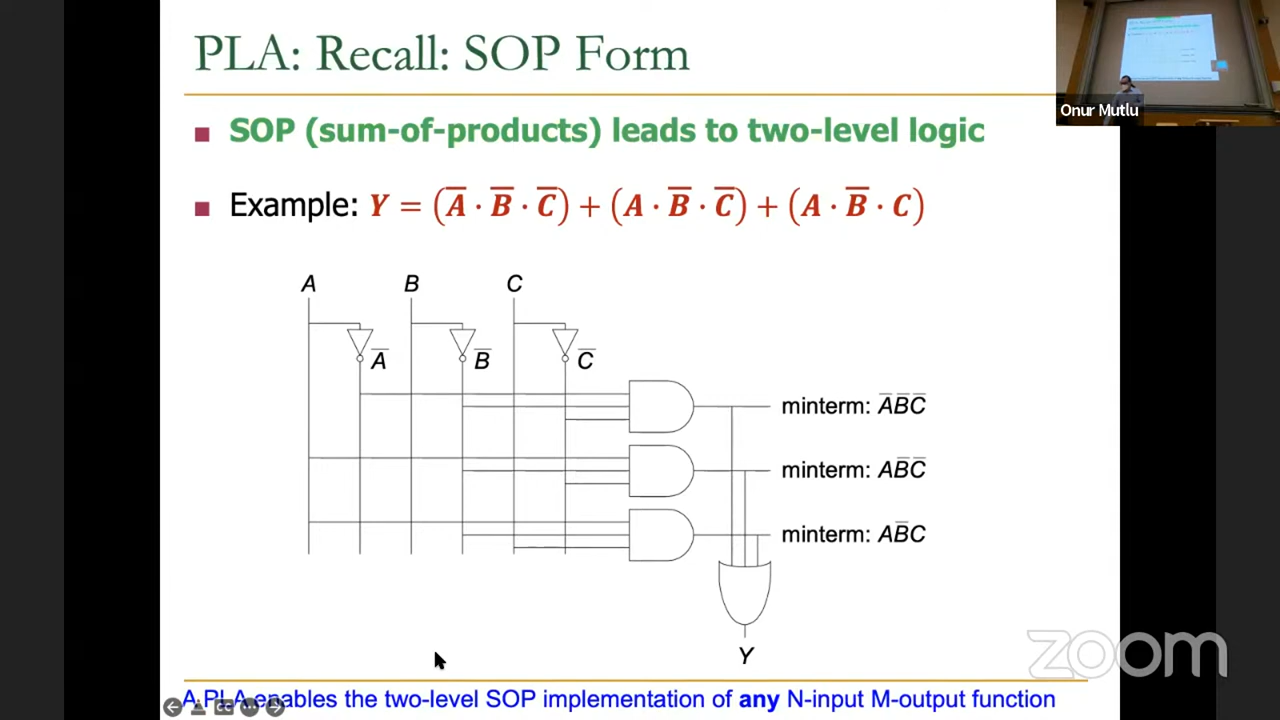 PLA: Recall: SOP Form
Onur Mutlu
■ SOP (sum-of-products) leads to two-level logic
■ Example: Y = (A̅ · B̅ · C̅) + (A · B̅ · C̅) + (A · B̅ · C)
A B C
A̅ B̅ C̅
minterm: A̅B̅C̅
minterm: AB̅C̅
minterm: AB̅C
Y
zoom
A PLA enables the two-level SOP implementation of any N-input M-output function